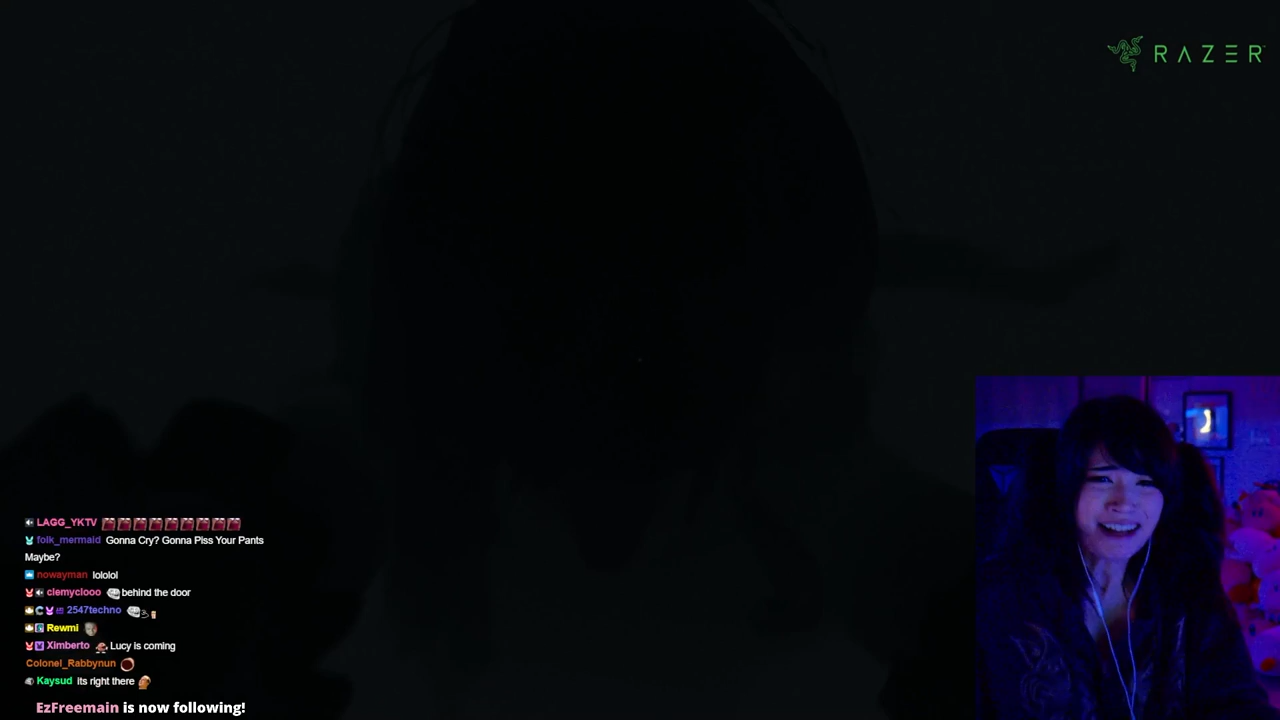 RAZER
LAGG_YKTV
folk_mermaid Gonna Cry? Gonna Piss Your Pants
Maybe?
nowayman lololol
clemyclooo behind the door
2547techno
Rewmi
Ximberto Lucy is coming
Colonel_Rabbynun
Kaysud its right there
EzFreemain is now following!